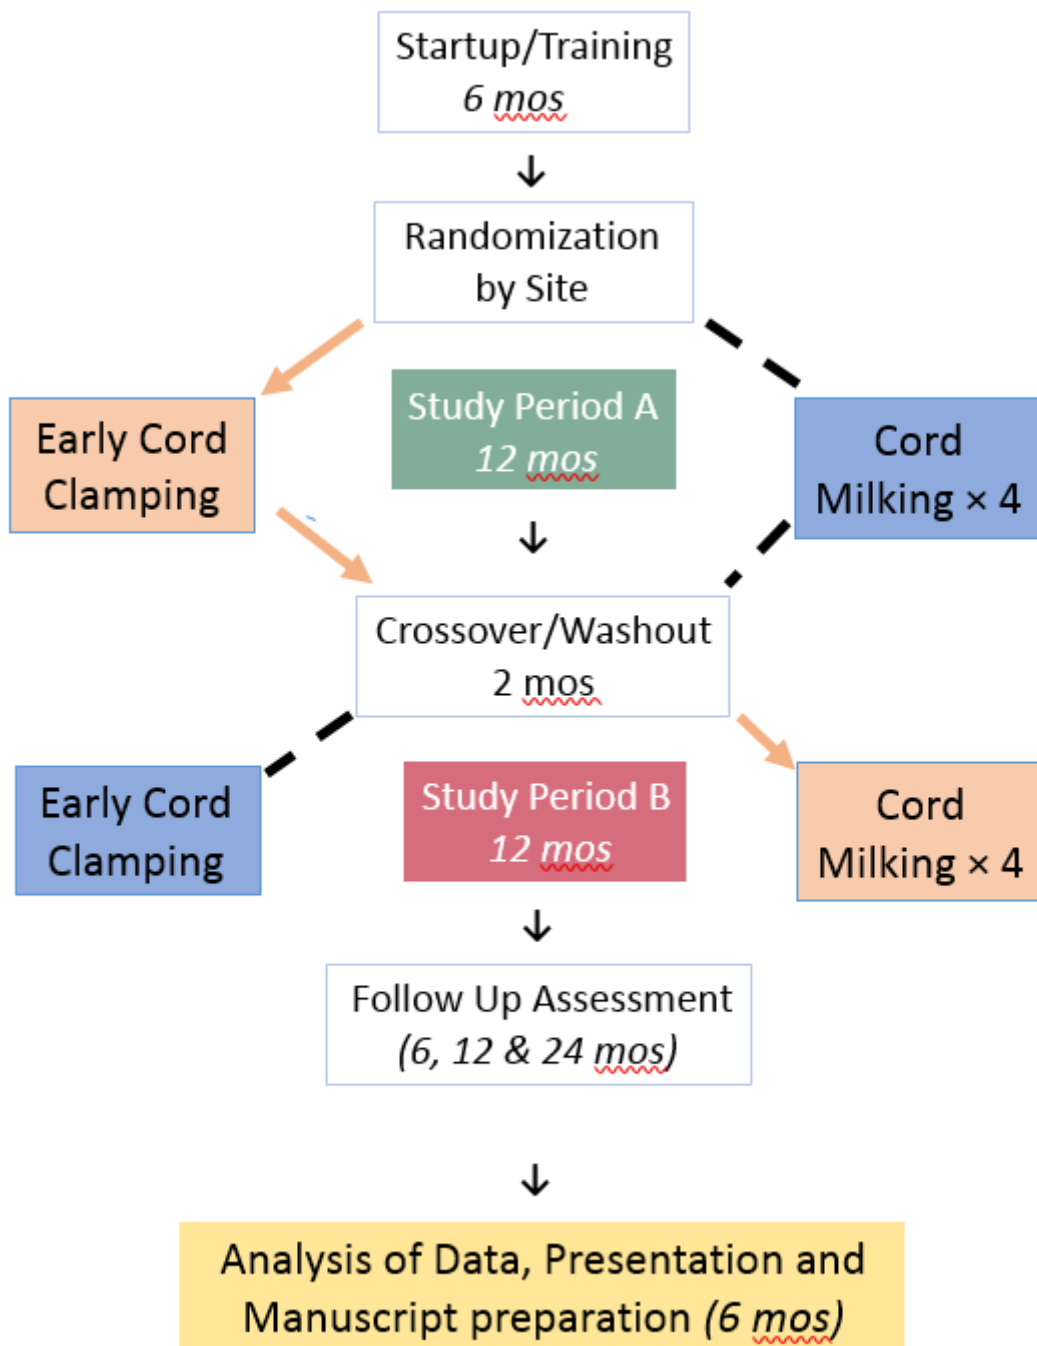 Startup/Training
6 mos
Randomization
by Site
Early Cord
Clamping
Study Period A
12 mos
Cord
Milking × 4
Crossover/Washout
2 mos
Early Cord
Clamping
Study Period B
12 mos
Cord
Milking × 4
Follow Up Assessment
(6, 12 & 24 mos)
Analysis of Data, Presentation and
Manuscript preparation (6 mos)